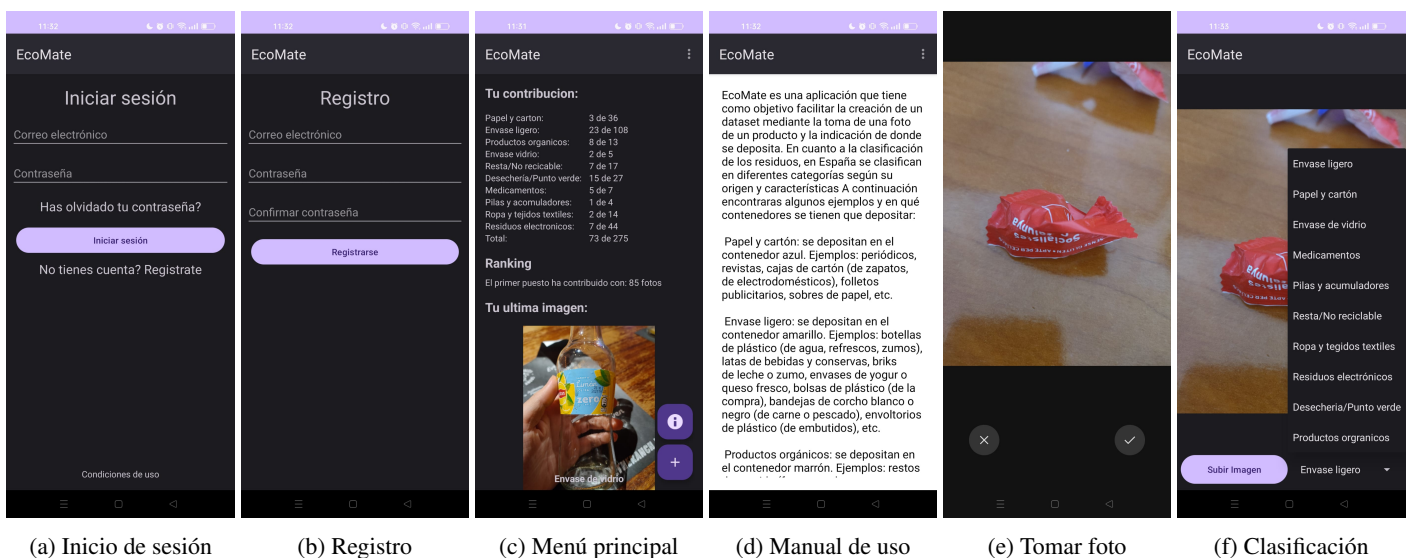 11:32
EcoMate
Iniciar sesión
Correo electrónico
Contraseña
Has olvidado tu contraseña?
Iniciar sesión
No tienes cuenta? Registrate
Condiciones de uso
(a) Inicio de sesión
11:32
EcoMate
Registro
Correo electrónico
Contraseña
Confirmar contraseña
Registrarse
(b) Registro
11:31
EcoMate
Tu contribucion:
Papel y carton: 3 de 36
Envase ligero: 23 de 108
Productos organicos: 8 de 13
Envase vidrio: 2 de 5
Resta/No recicable: 7 de 17
Desechería/Punto verde: 15 de 27
Medicamentos: 5 de 7
Pilas y acumuladores: 1 de 4
Ropa y tejidos textiles: 2 de 14
Residuos electronicos: 7 de 44
Total: 73 de 275
Ranking
El primer puesto ha contribuido con: 85 fotos
Tu ultima imagen:
zero
Envase de vidrio
(c) Menú principal
11:32
EcoMate
EcoMate es una aplicación que tiene
como objetivo facilitar la creación de un
dataset mediante la toma de una foto
de un producto y la indicación de donde
se deposita. En cuanto a la clasificación
de los residuos, en España se clasifican
en diferentes categorías según su
origen y características A continuación
encontraras algunos ejemplos y en qué
contenedores se tienen que depositar:
Papel y cartón: se depositan en el
contenedor azul. Ejemplos: periódicos,
revistas, cajas de cartón (de zapatos,
de electrodomésticos), folletos
publicitarios, sobres de papel, etc.
Envase ligero: se depositan en el
contenedor amarillo. Ejemplos: botellas
de plástico (de agua, refrescos, zumos),
latas de bebidas y conservas, briks
de leche o zumo, envases de yogur o
queso fresco, bolsas de plástico (de la
compra), bandejas de corcho blanco o
negro (de carne o pescado), envoltorios
de plástico (de embutidos), etc.
Productos orgánicos: se depositan en
el contenedor marrón. Ejemplos: restos
(d) Manual de uso
socialistes
(e) Tomar foto
11:33
EcoMate
Envase ligero
Papel y cartón
Envase de vidrio
Medicamentos
Pilas y acumuladores
Resta/No reciclable
Ropa y tegidos textiles
Residuos electrónicos
Desecheria/Punto verde
Productos orgranicos
Subir Imagen
Envase ligero
(f) Clasificación